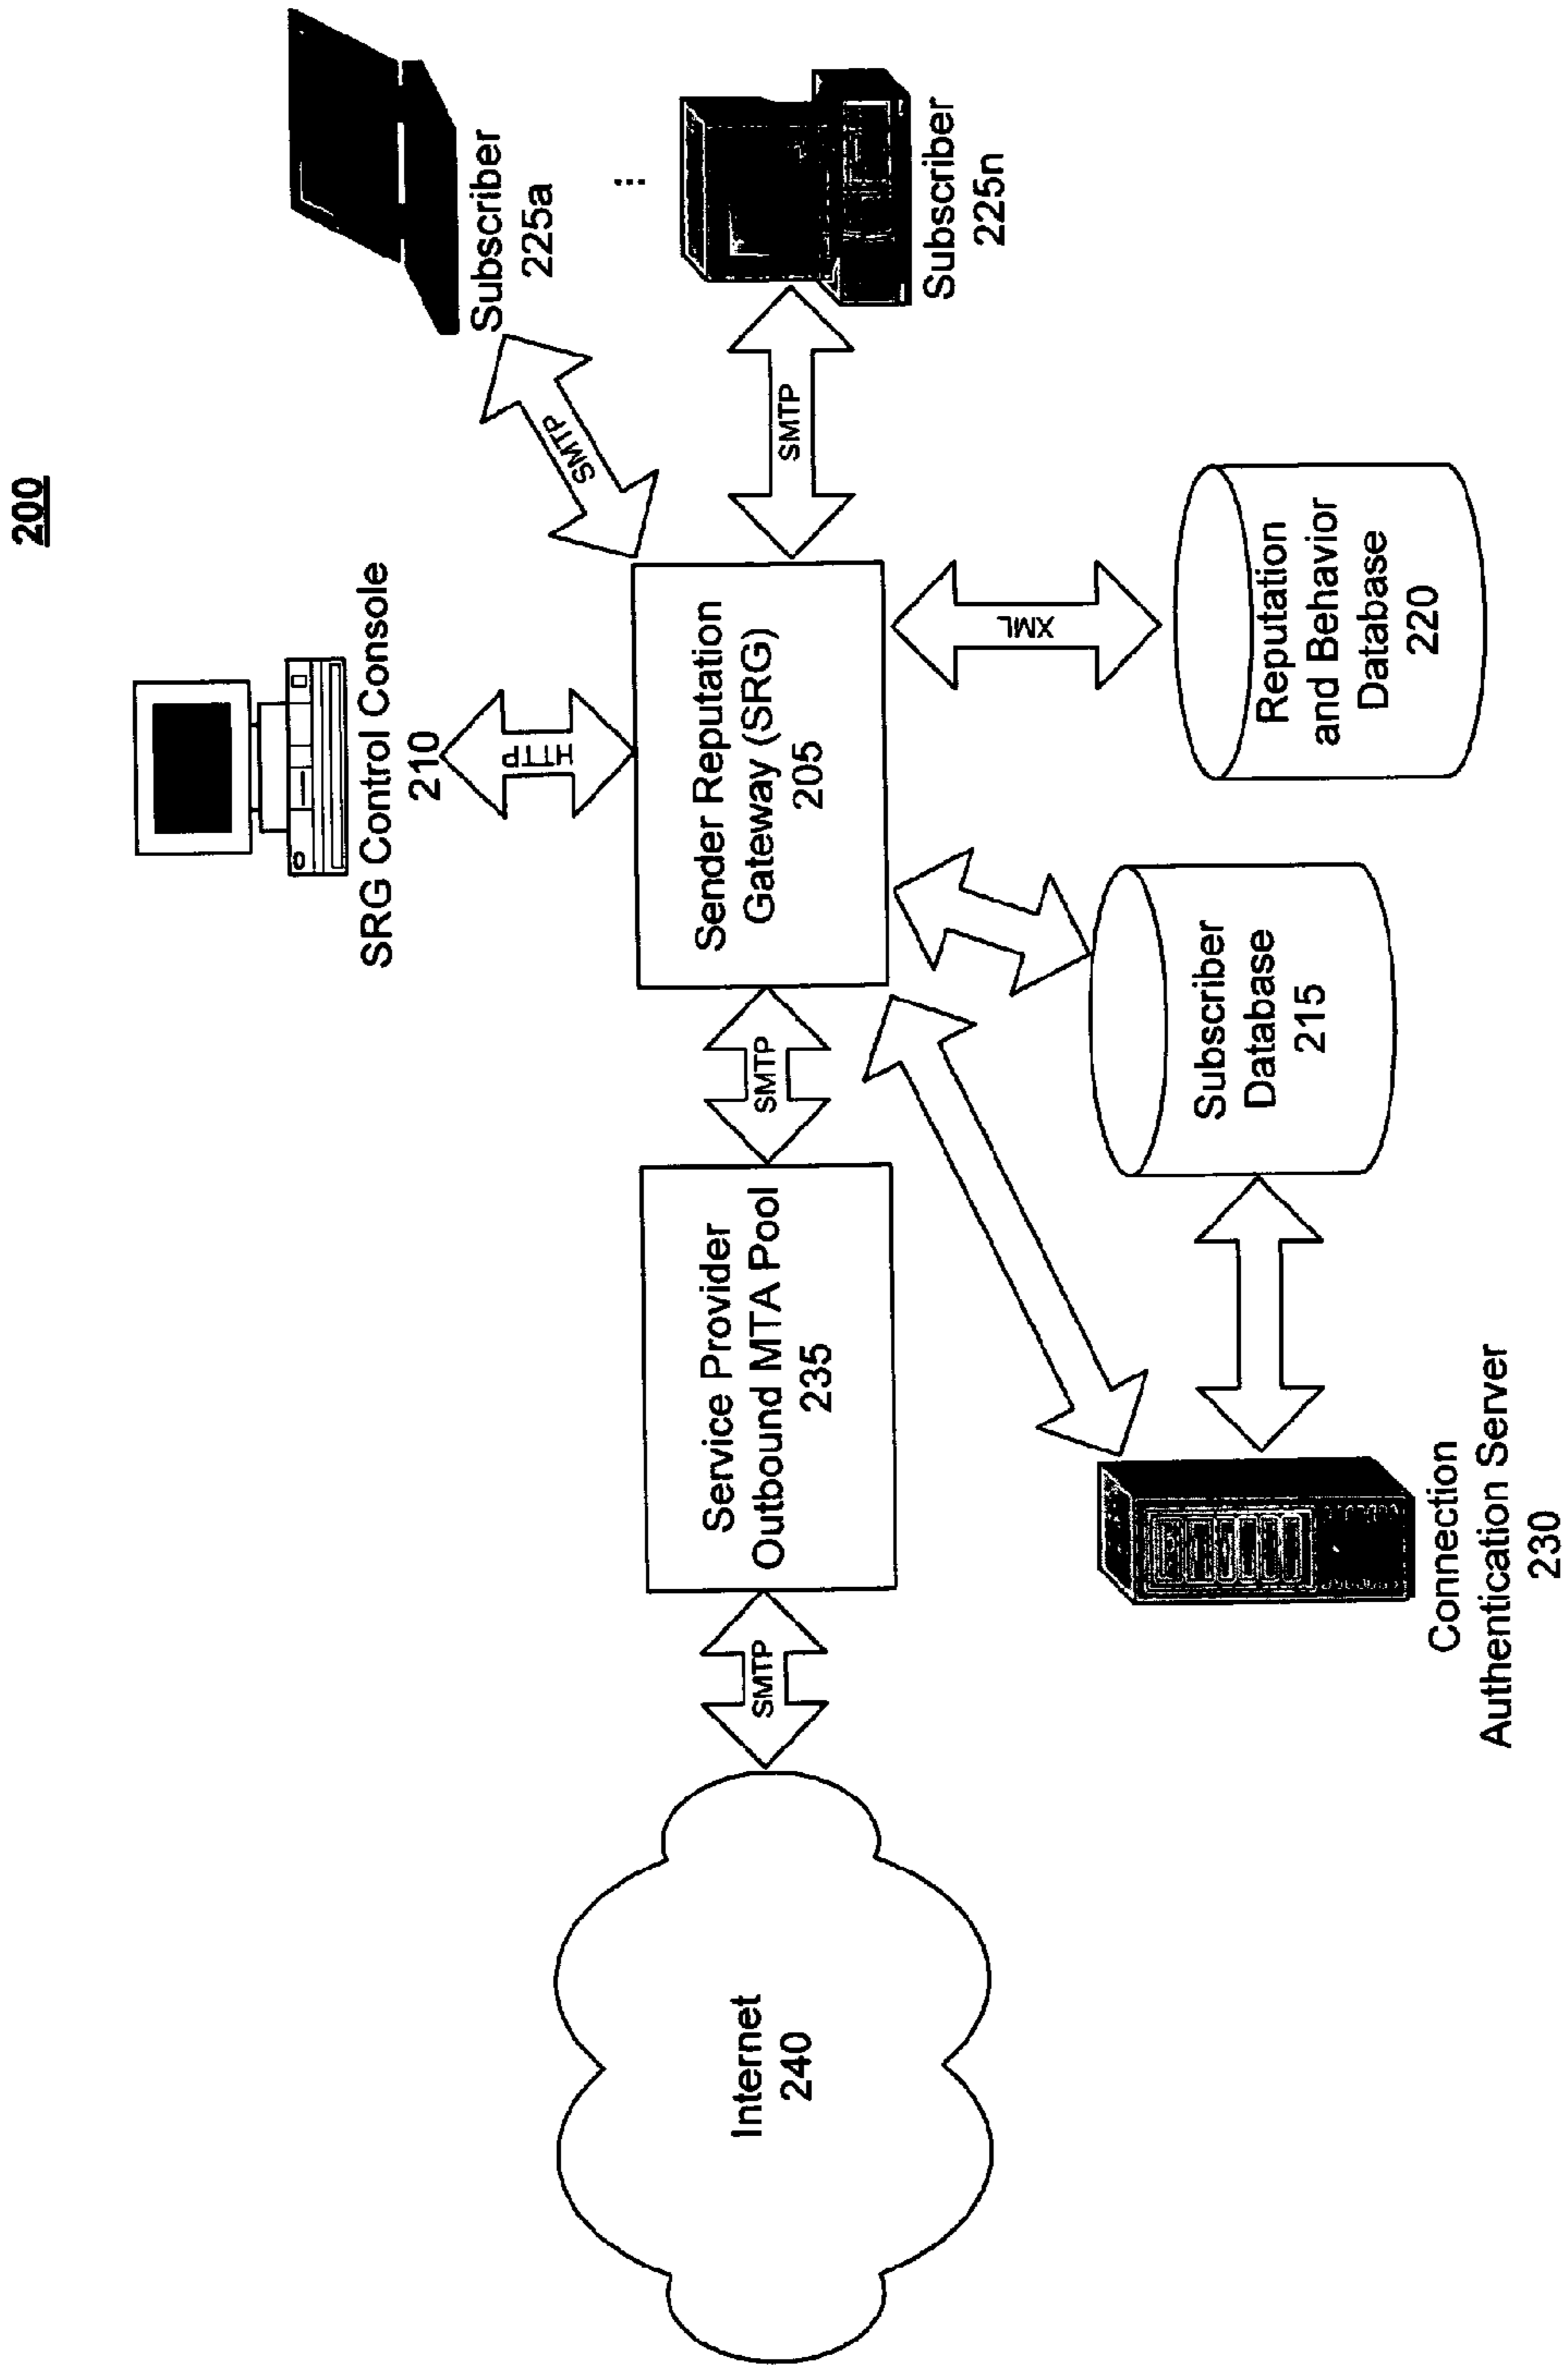 200
SRG Control Console
210
Subscriber
225a
...
Subscriber
225n
HTTP
SMTP
SMTP
Sender Reputation
Gateway (SRG)
205
SMTP
Service Provider
Outbound MTA Pool
235
SMTP
Internet
240
XML
Reputation
and Behavior
Database
220
Subscriber
Database
215
Connection
Authentication Server
230